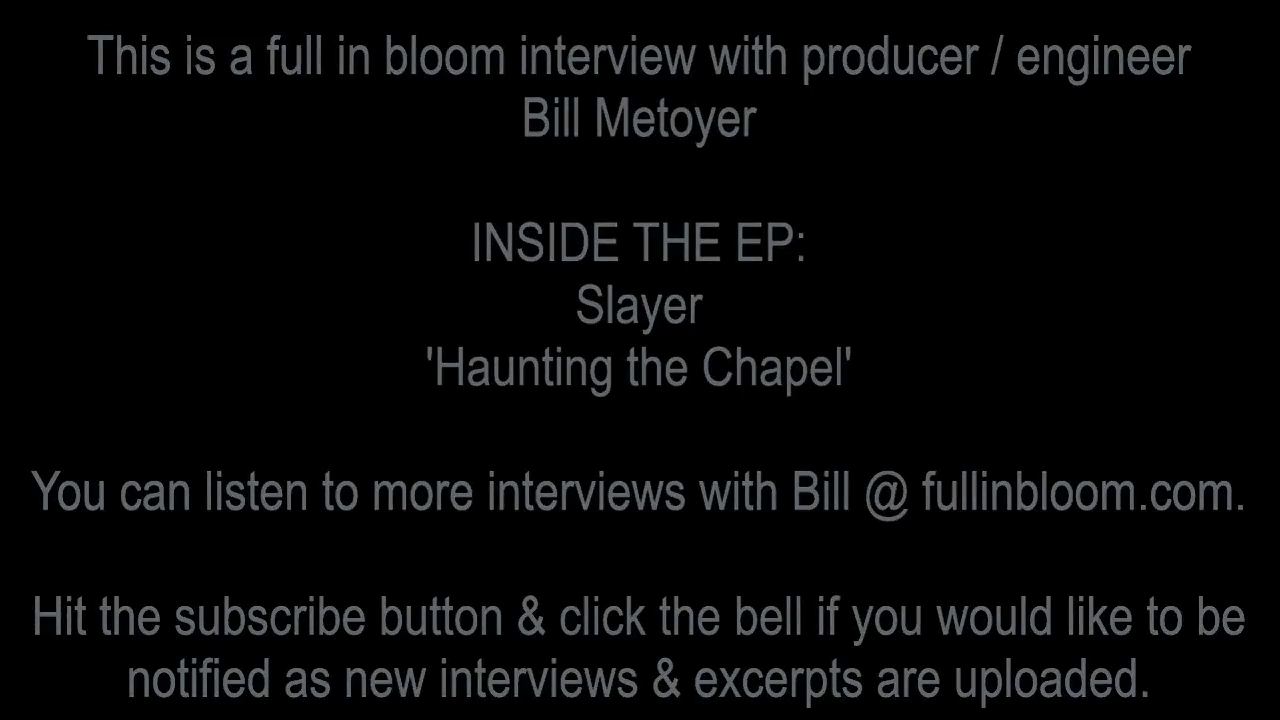 This is a full in bloom interview with producer / engineer
Bill Metoyer
INSIDE THE EP:
Slayer
'Haunting the Chapel'
You can listen to more interviews with Bill @ fullinbloom.com.
Hit the subscribe button & click the bell if you would like to be
notified as new interviews & excerpts are uploaded.